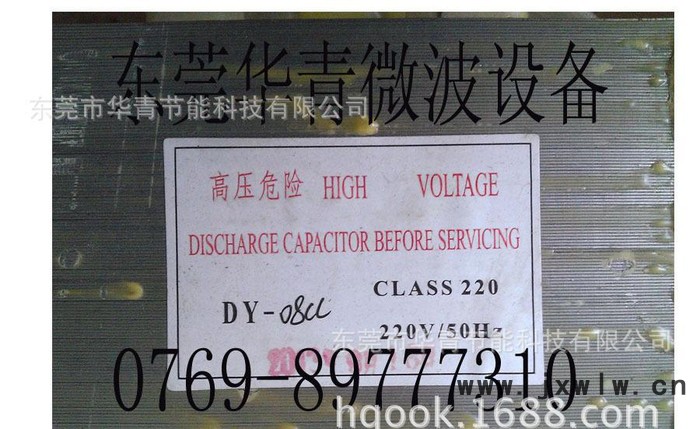 东莞华青微波设备
东莞市华青节能科技有限公司
高压危险 HIGH VOLTAGE
DISCHARGE CAPACITOR BEFORE SERVICING
CLASS 220
DY-08CL
220V/50Hz
东莞市华青节能科技有限公司
0769-89777310
www.jxwlw.cn
hqook.1688.com